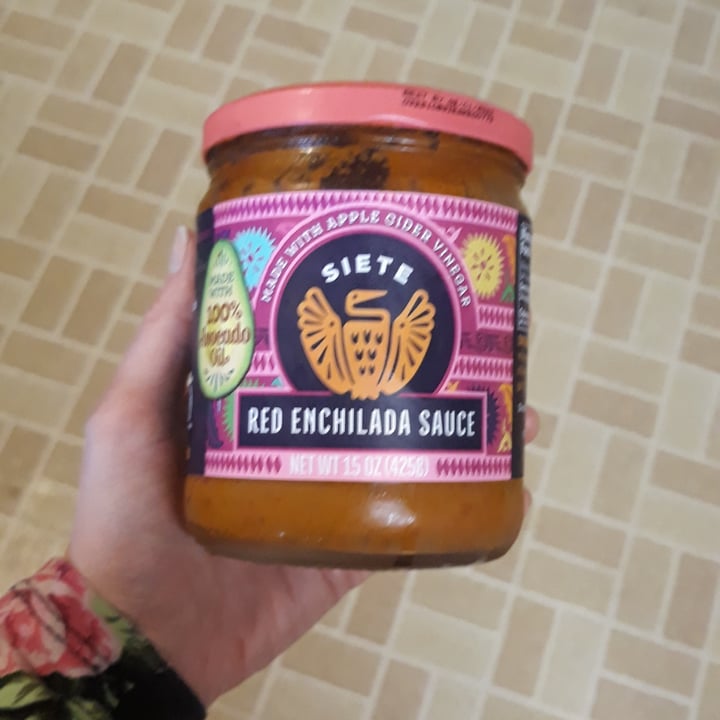 MADE WITH APPLE CIDER VINEGAR
SIETE
MADE
WITH
100%
Avocado
Oil
RED ENCHILADA SAUCE
NET WT 15 OZ (425g)